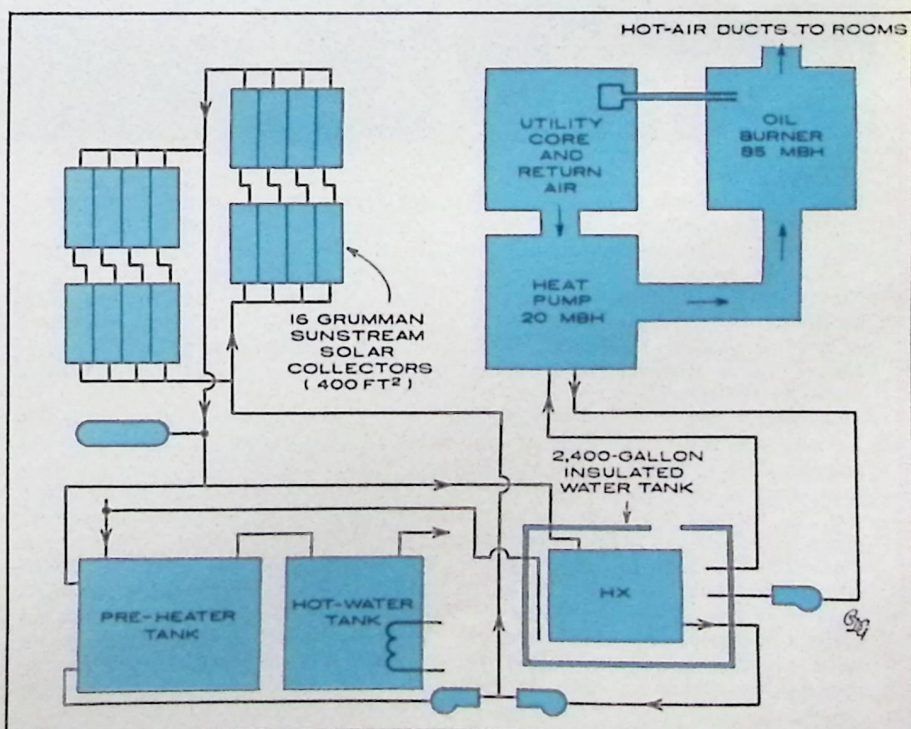 HOT-AIR DUCTS TO ROOMS
UTILITY
CORE
AND
RETURN
AIR
OIL
BURNER
85 MBH
HEAT
PUMP
20 MBH
16 GRUMMAN
SUNSTREAM
SOLAR
COLLECTORS
(400 FT²)
2,400-GALLON
INSULATED
WATER TANK
PRE-HEATER
TANK
HOT-WATER
TANK
HX